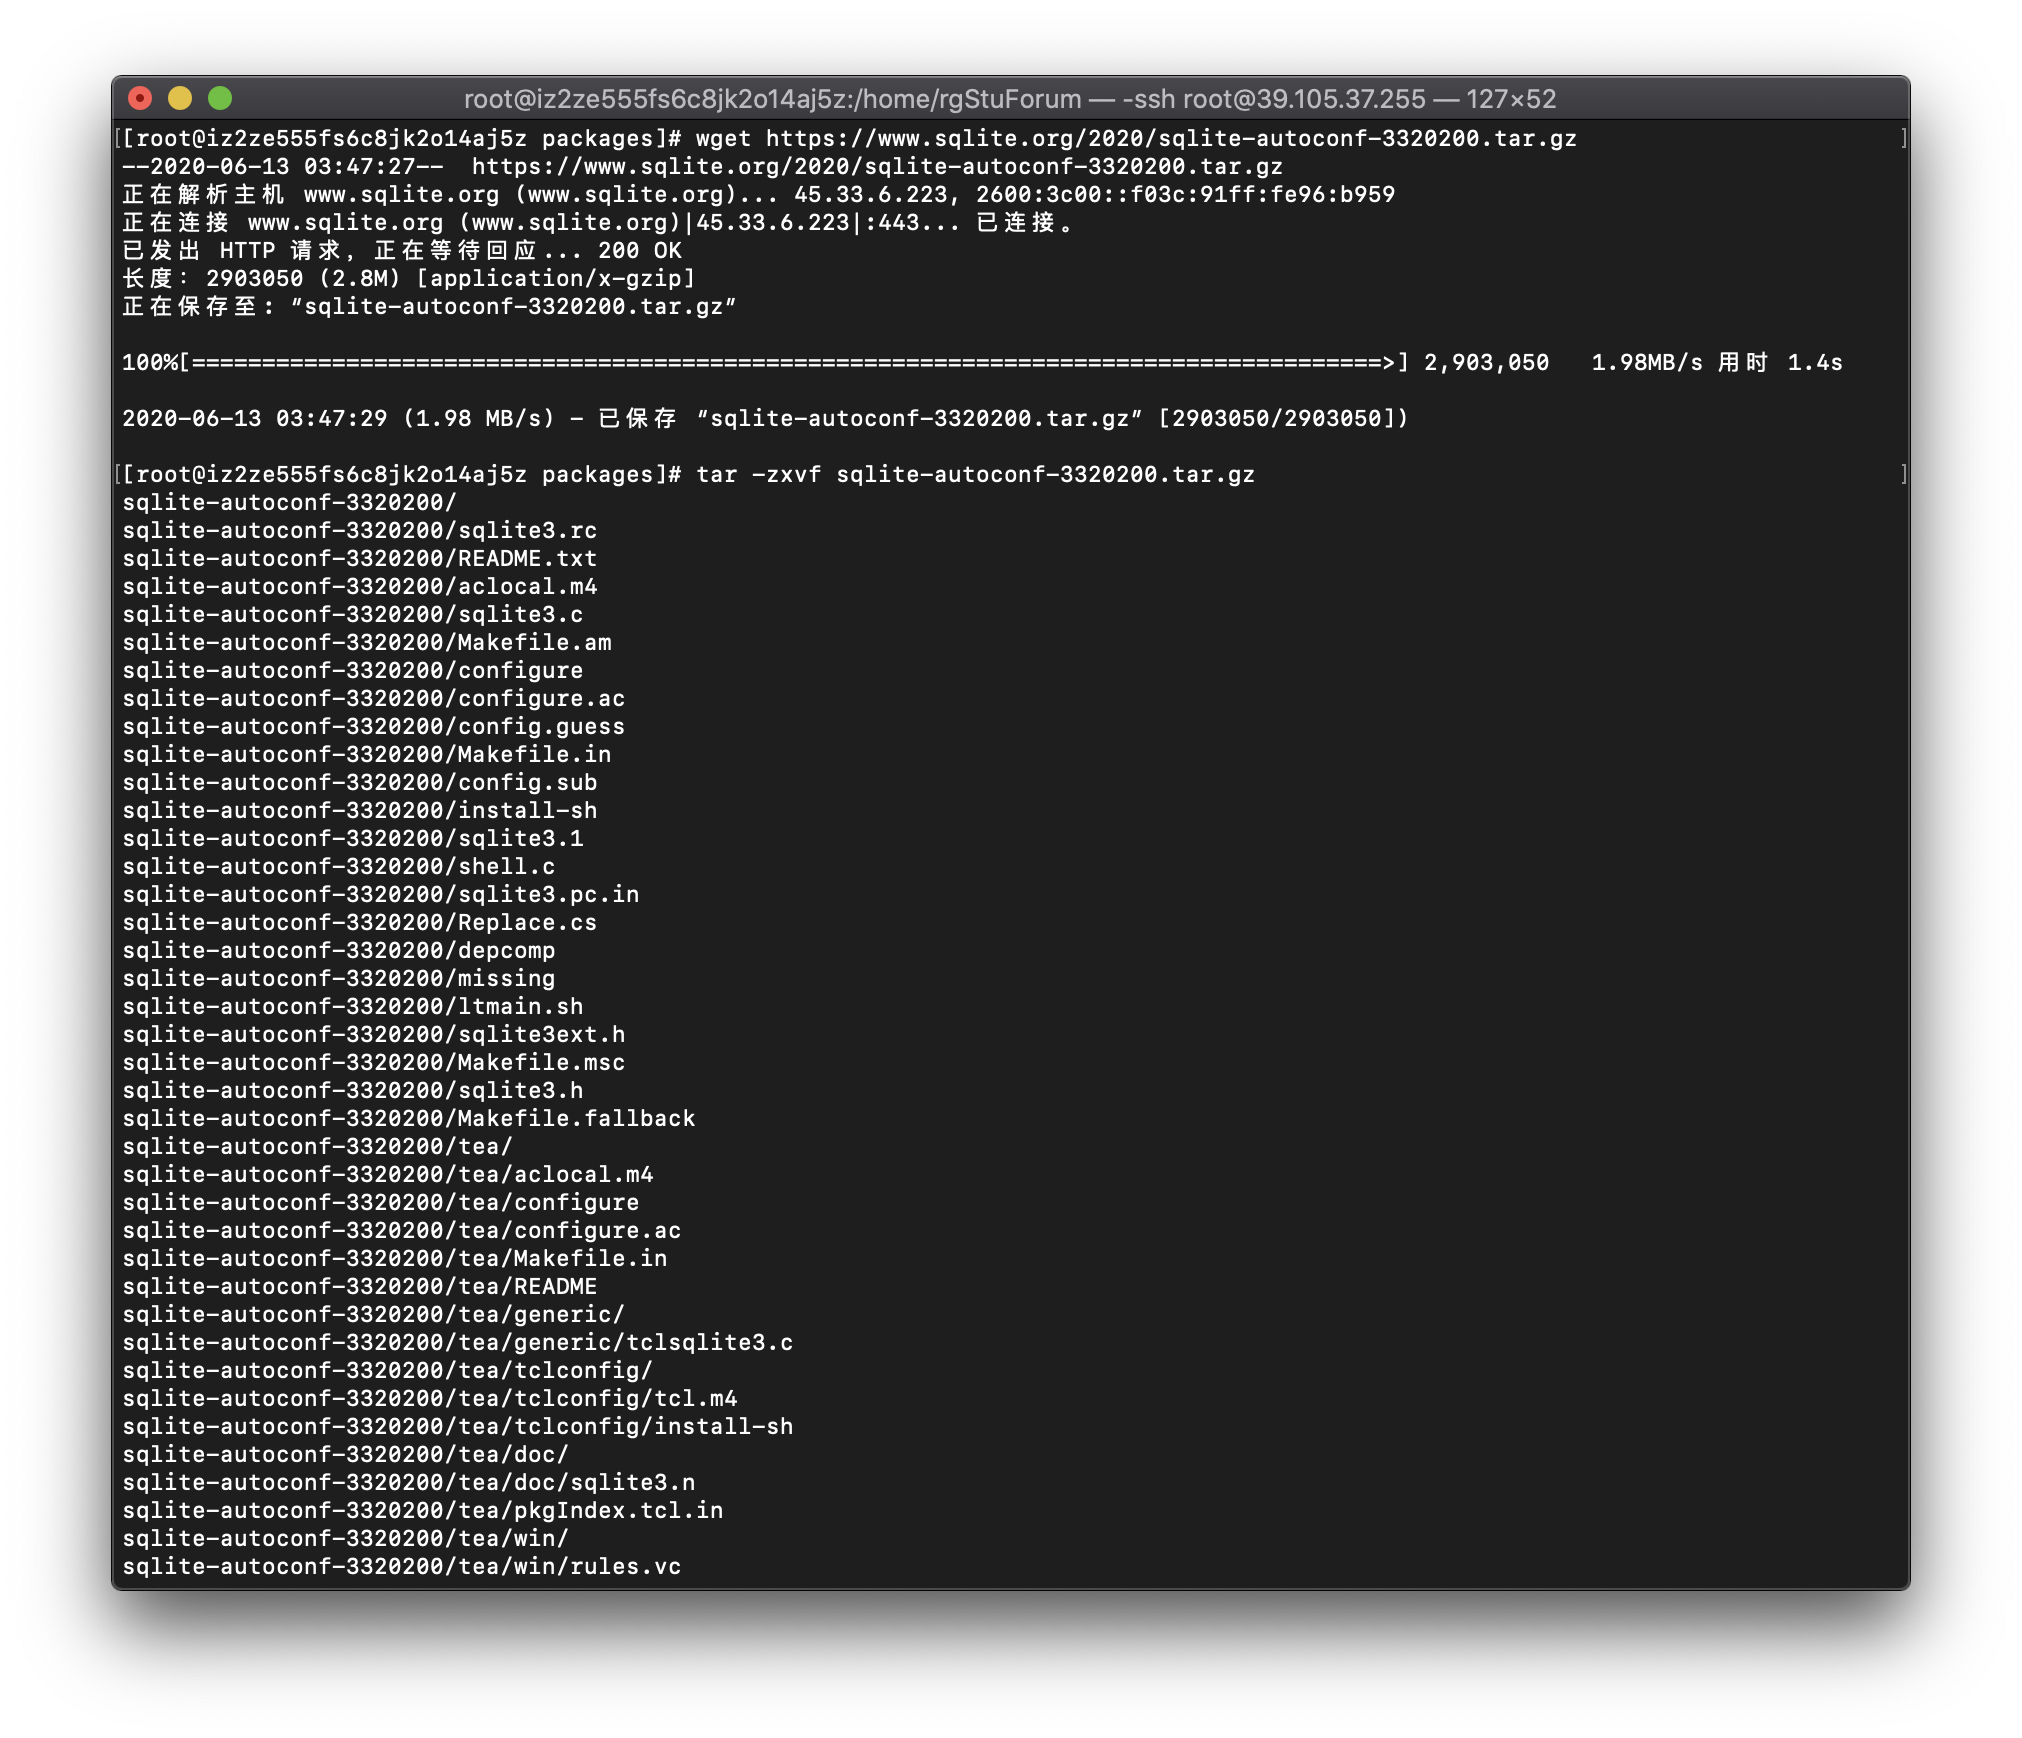 root@iz2ze555fs6c8jk2o14aj5z:/home/rgStuForum — -ssh root@39.105.37.255 — 127×52
[[root@iz2ze555fs6c8jk2o14aj5z packages]# wget https://www.sqlite.org/2020/sqlite-autoconf-3320200.tar.gz ]
--2020-06-13 03:47:27--  https://www.sqlite.org/2020/sqlite-autoconf-3320200.tar.gz
正在解析主机 www.sqlite.org (www.sqlite.org)... 45.33.6.223, 2600:3c00::f03c:91ff:fe96:b959
正在连接 www.sqlite.org (www.sqlite.org)|45.33.6.223|:443... 已连接。
已发出 HTTP 请求，正在等待回应... 200 OK
长度：2903050 (2.8M) [application/x-gzip]
正在保存至: “sqlite-autoconf-3320200.tar.gz”
100%[=====================================================================================>] 2,903,050   1.98MB/s 用时 1.4s
2020-06-13 03:47:29 (1.98 MB/s) - 已保存 “sqlite-autoconf-3320200.tar.gz” [2903050/2903050])
[[root@iz2ze555fs6c8jk2o14aj5z packages]# tar -zxvf sqlite-autoconf-3320200.tar.gz ]
sqlite-autoconf-3320200/
sqlite-autoconf-3320200/sqlite3.rc
sqlite-autoconf-3320200/README.txt
sqlite-autoconf-3320200/aclocal.m4
sqlite-autoconf-3320200/sqlite3.c
sqlite-autoconf-3320200/Makefile.am
sqlite-autoconf-3320200/configure
sqlite-autoconf-3320200/configure.ac
sqlite-autoconf-3320200/config.guess
sqlite-autoconf-3320200/Makefile.in
sqlite-autoconf-3320200/config.sub
sqlite-autoconf-3320200/install-sh
sqlite-autoconf-3320200/sqlite3.1
sqlite-autoconf-3320200/shell.c
sqlite-autoconf-3320200/sqlite3.pc.in
sqlite-autoconf-3320200/Replace.cs
sqlite-autoconf-3320200/depcomp
sqlite-autoconf-3320200/missing
sqlite-autoconf-3320200/ltmain.sh
sqlite-autoconf-3320200/sqlite3ext.h
sqlite-autoconf-3320200/Makefile.msc
sqlite-autoconf-3320200/sqlite3.h
sqlite-autoconf-3320200/Makefile.fallback
sqlite-autoconf-3320200/tea/
sqlite-autoconf-3320200/tea/aclocal.m4
sqlite-autoconf-3320200/tea/configure
sqlite-autoconf-3320200/tea/configure.ac
sqlite-autoconf-3320200/tea/Makefile.in
sqlite-autoconf-3320200/tea/README
sqlite-autoconf-3320200/tea/generic/
sqlite-autoconf-3320200/tea/generic/tclsqlite3.c
sqlite-autoconf-3320200/tea/tclconfig/
sqlite-autoconf-3320200/tea/tclconfig/tcl.m4
sqlite-autoconf-3320200/tea/tclconfig/install-sh
sqlite-autoconf-3320200/tea/doc/
sqlite-autoconf-3320200/tea/doc/sqlite3.n
sqlite-autoconf-3320200/tea/pkgIndex.tcl.in
sqlite-autoconf-3320200/tea/win/
sqlite-autoconf-3320200/tea/win/rules.vc